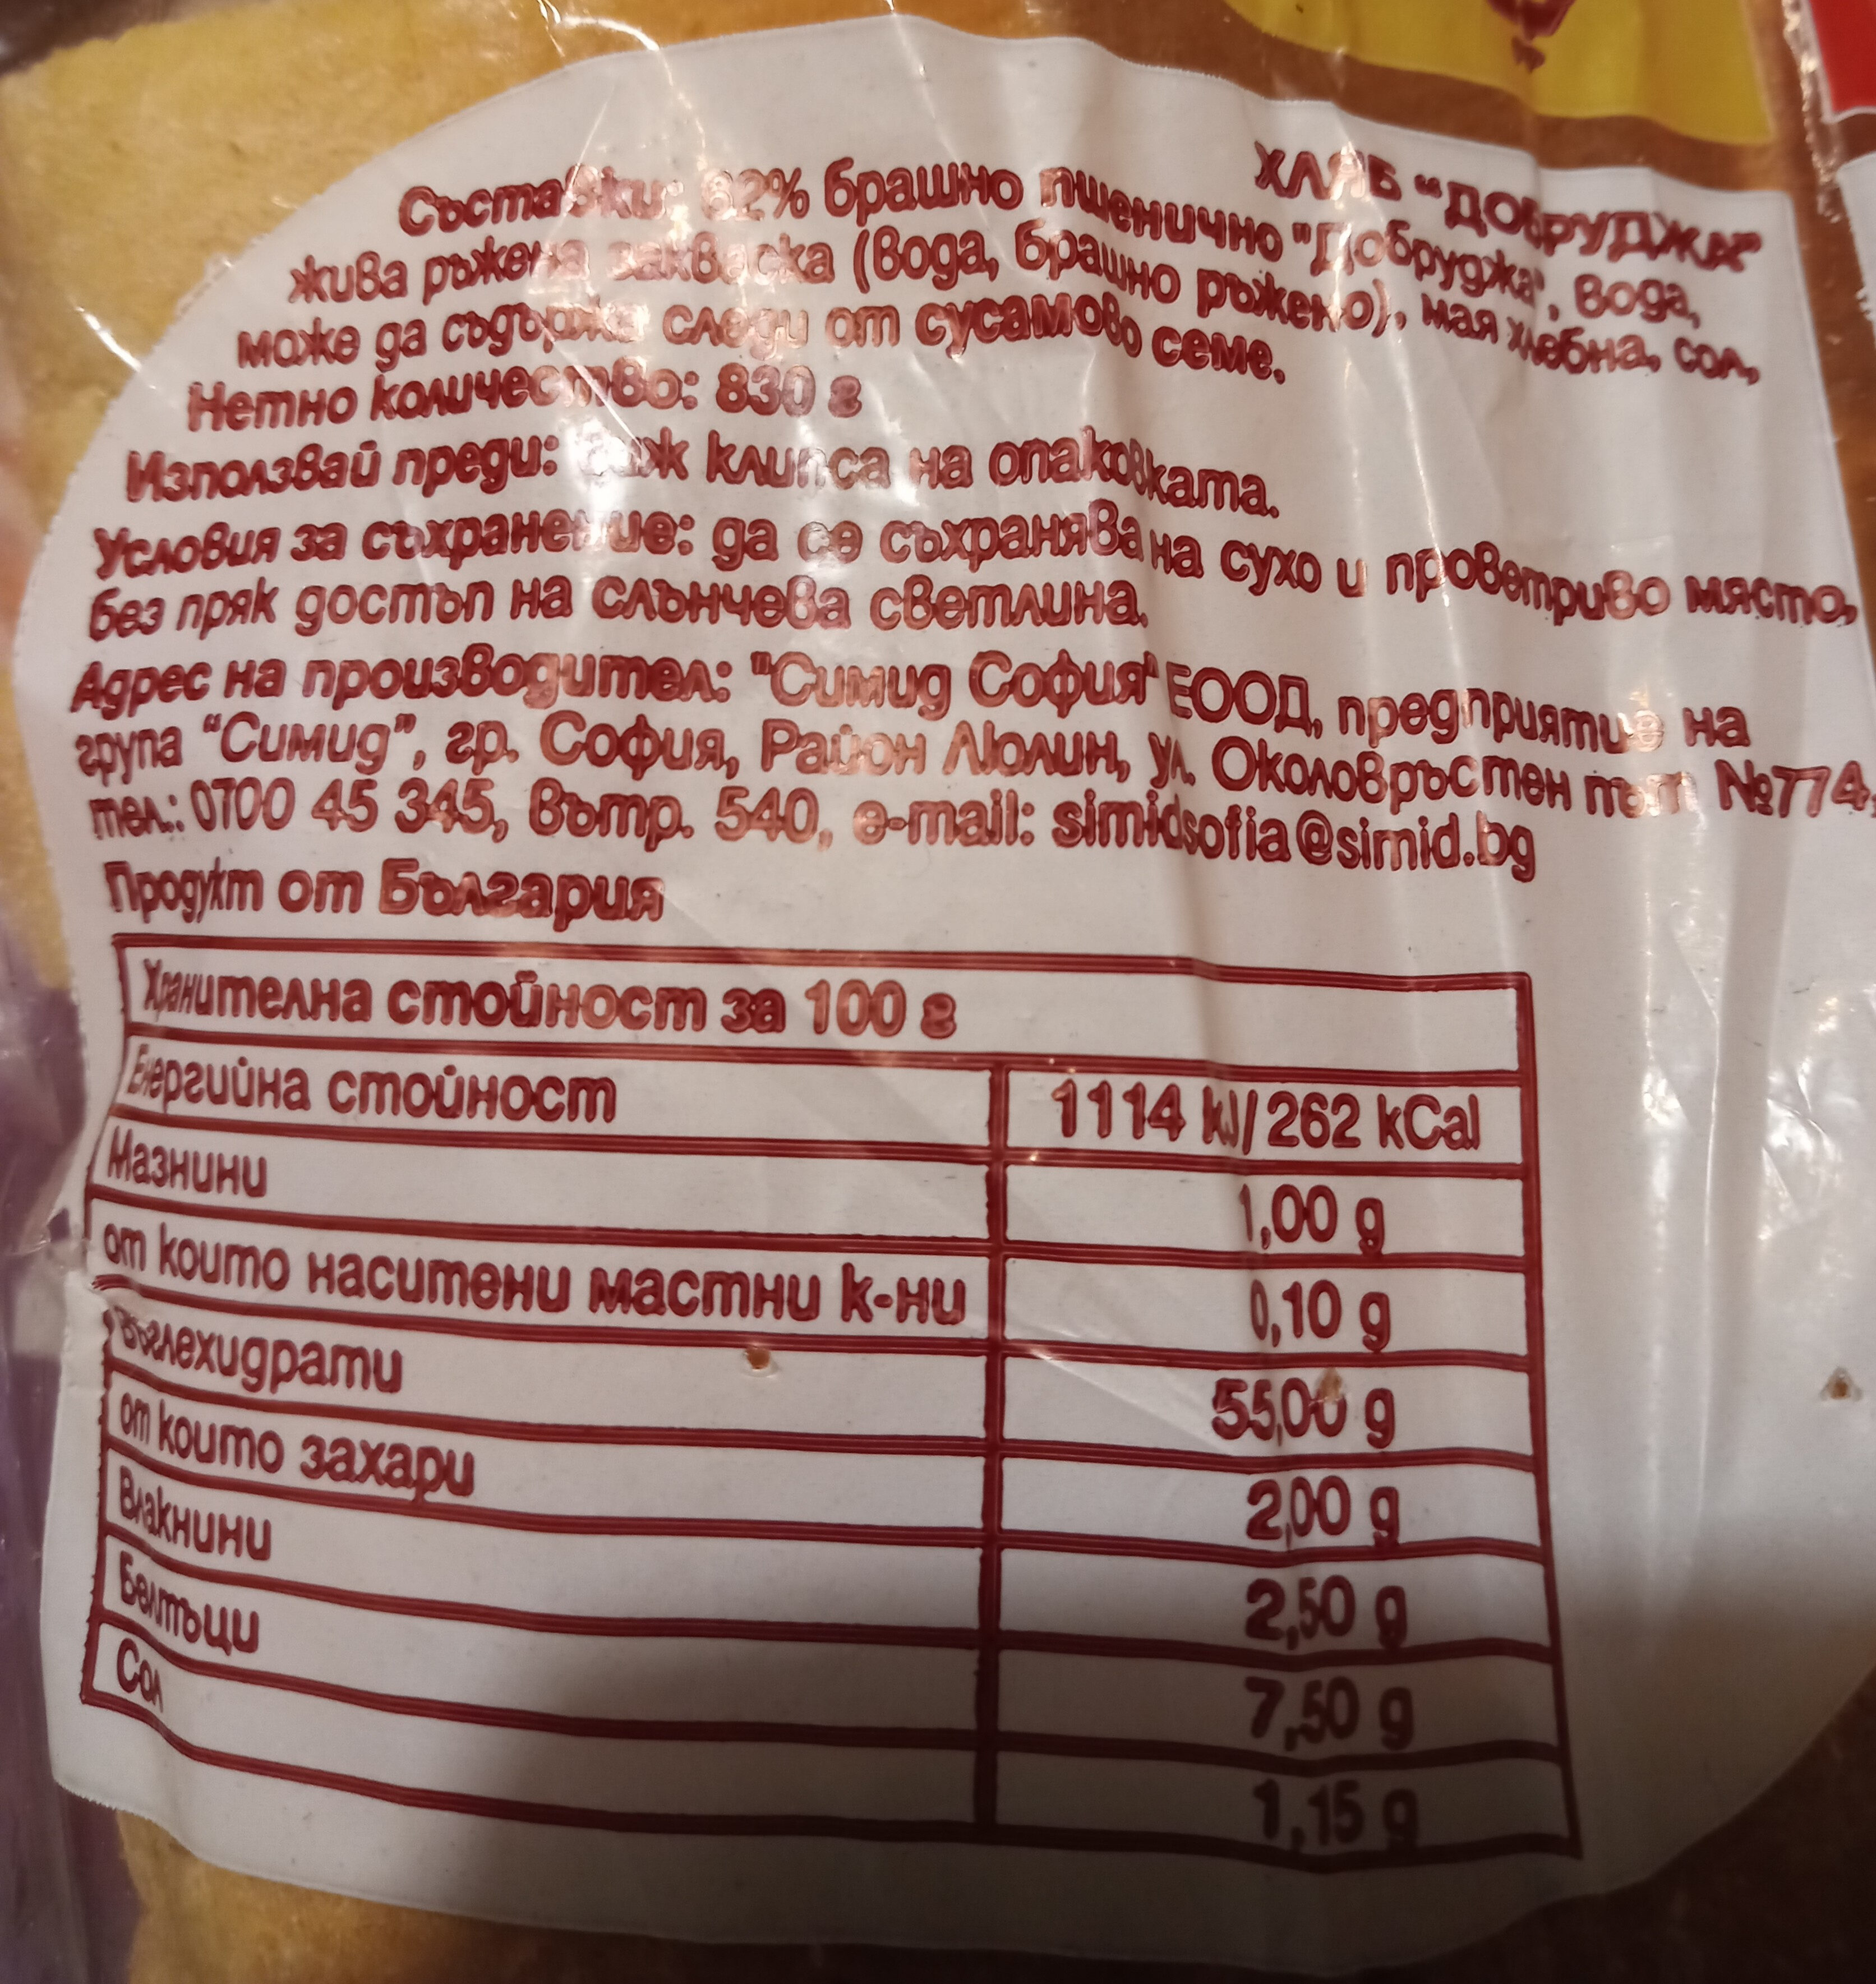 ХЛЯБ “ДОБРУДЖА”
Съставки: 62% брашно пшенично "Добруджа", вода,
жива ръжена закваска (вода, брашно ръжено), мая хлебна, сол,
може да съдържа следи от сусамово семе.
Нетно количество: 830 г
Използвай преди: виж клипса на опаковката.
Условия за съхранение: да се съхранява на сухо и проветриво място,
без пряк достъп на слънчева светлина.
Адрес на производител: "Симид София" ЕООД, предприятие на
група “Симид”, гр. София, Район Люлин, ул. Околовръстен път №774,
тел.: 0700 45 345, вътр. 540, e-mail: simidsofia@simid.bg
Продукт от България
Хранителна стойност за 100 г
Енергийна стойност 1114 kJ/ 262 kCal
Мазнини 1,00 g
от които наситени мастни к-ни 0,10 g
Въглехидрати 55,00 g
от които захари 2,00 g
Влакнини 2,50 g
Белтъци 7,50 g
Сол 1,15 g